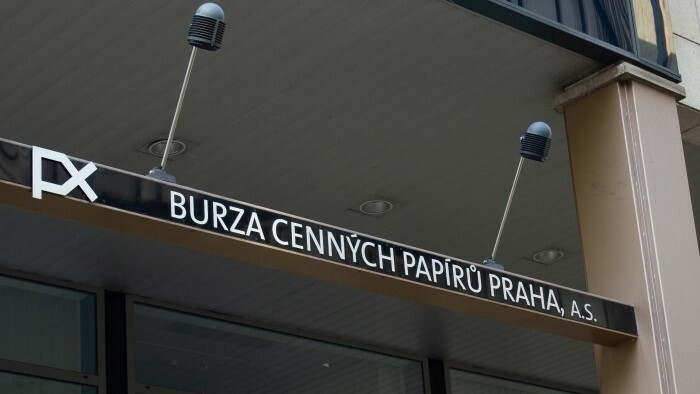 PX BURZA CENNÝCH PAPÍRŮ PRAHA, A.S.